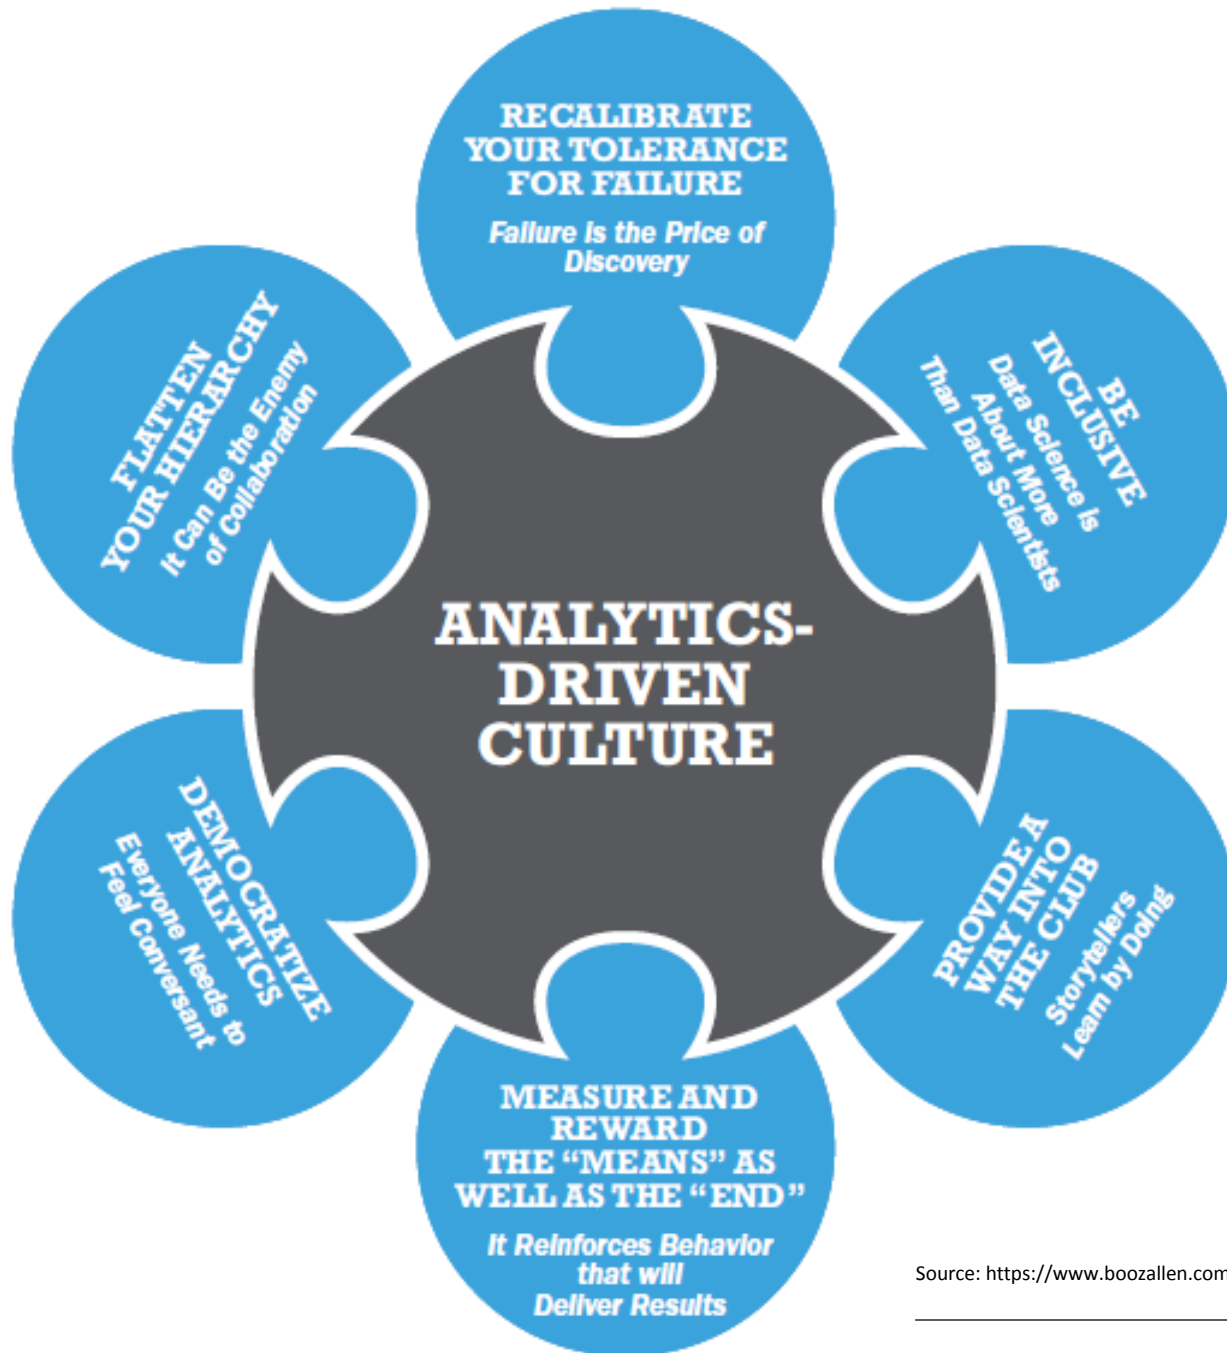 RECALIBRATE
YOUR TOLERANCE
FOR FAILURE
Failure is the Price of
Discovery
BE
INCLUSIVE
Data Science is
About More
Than Data Scientists
PROVIDE A
WAY INTO
THE CLUB
Storytellers
Learn by Doing
MEASURE AND
REWARD
THE “MEANS” AS
WELL AS THE “END”
It Reinforces Behavior
that will
Deliver Results
DEMOCRATIZE
ANALYTICS
Everyone Needs to
Feel Conversant
FLATTEN
YOUR HIERARCHY
It Can Be the Enemy
of Collaboration
ANALYTICS-
DRIVEN
CULTURE
Source: https://www.boozallen.com